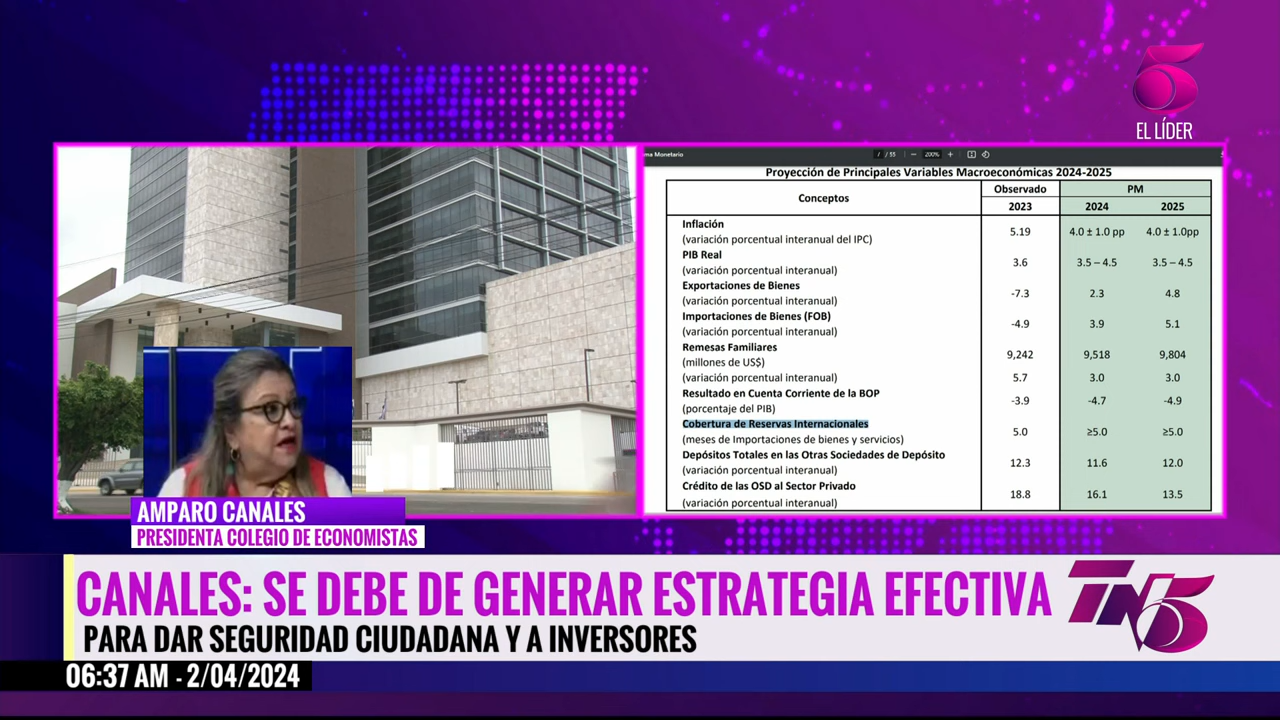 5
EL LÍDER
ma Monetario
7 / 55
200%
Proyección de Principales Variables Macroeconómicas 2024-2025
Conceptos
Observado
PM
2023
2024
2025
Inflación
(variación porcentual interanual del IPC)
5.19
4.0 ± 1.0 pp
4.0 ± 1.0pp
PIB Real
(variación porcentual interanual)
3.6
3.5 – 4.5
3.5 – 4.5
Exportaciones de Bienes
(variación porcentual interanual)
-7.3
2.3
4.8
Importaciones de Bienes (FOB)
(variación porcentual interanual)
-4.9
3.9
5.1
Remesas Familiares
(millones de US$)
9,242
9,518
9,804
(variación porcentual interanual)
5.7
3.0
3.0
Resultado en Cuenta Corriente de la BOP
(porcentaje del PIB)
-3.9
-4.7
-4.9
Cobertura de Reservas Internacionales
(meses de Importaciones de bienes y servicios)
5.0
≥5.0
≥5.0
Depósitos Totales en las Otras Sociedades de Depósito
(variación porcentual interanual)
12.3
11.6
12.0
Crédito de las OSD al Sector Privado
(variación porcentual interanual)
18.8
16.1
13.5
AMPARO CANALES
PRESIDENTA COLEGIO DE ECONOMISTAS
CANALES: SE DEBE DE GENERAR ESTRATEGIA EFECTIVA
PARA DAR SEGURIDAD CIUDADANA Y A INVERSORES
TN5
06:37 AM - 2/04/2024